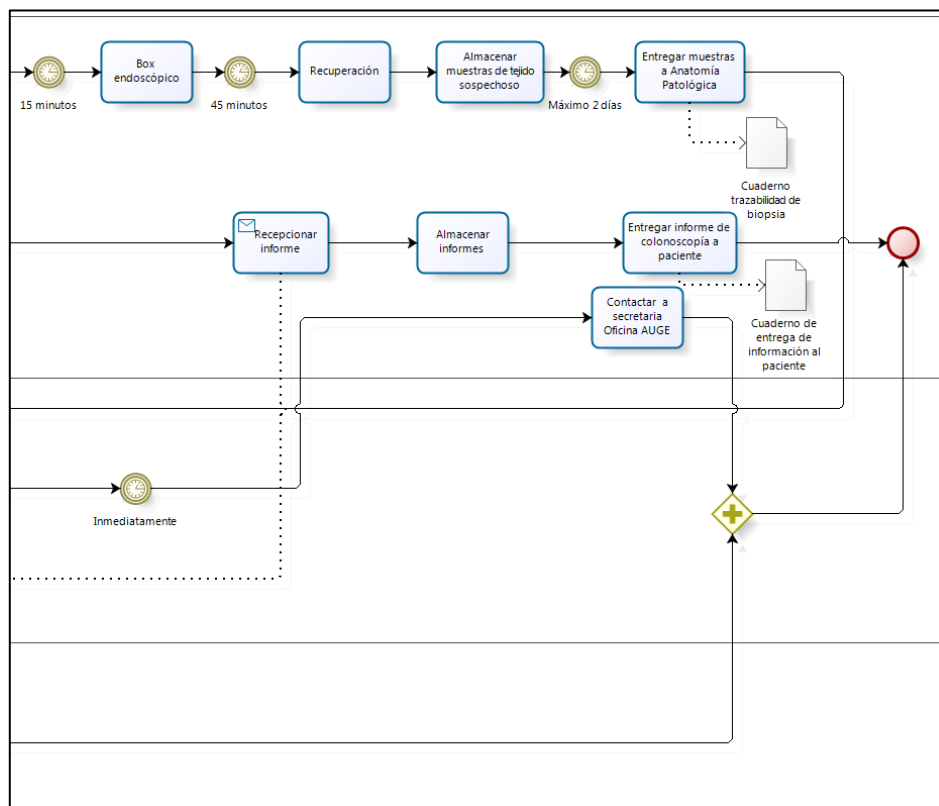 15 minutos
Box
endoscópico
45 minutos
Recuperación
Almacenar
muestras de tejido
sospechoso
Máximo 2 días
Entregar muestras
a Anatomía
Patológica
Cuaderno
trazabilidad de
biopsia
Recepcionar
informe
Almacenar
informes
Entregar informe de
colonoscopía a
paciente
Cuaderno de
entrega de
información al
paciente
Contactar a
secretaria
Oficina AUGE
Inmediatamente